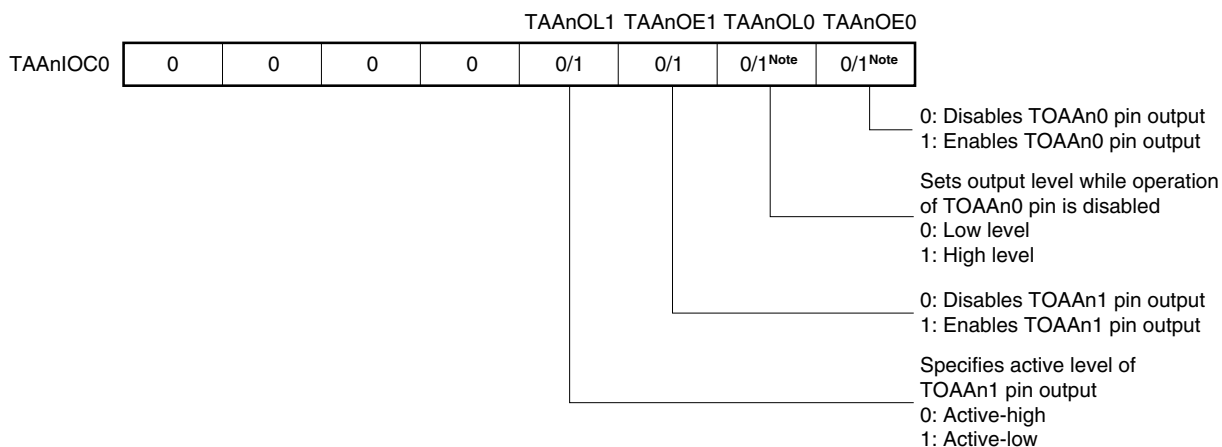 TAAnOL1 TAAnOE1 TAAnOL0 TAAnOE0
TAAnIOC0 0 0 0 0 0/1 0/1 0/1Note 0/1Note
0: Disables TOAAn0 pin output
1: Enables TOAAn0 pin output
Sets output level while operation
of TOAAn0 pin is disabled
0: Low level
1: High level
0: Disables TOAAn1 pin output
1: Enables TOAAn1 pin output
Specifies active level of
TOAAn1 pin output
0: Active-high
1: Active-low